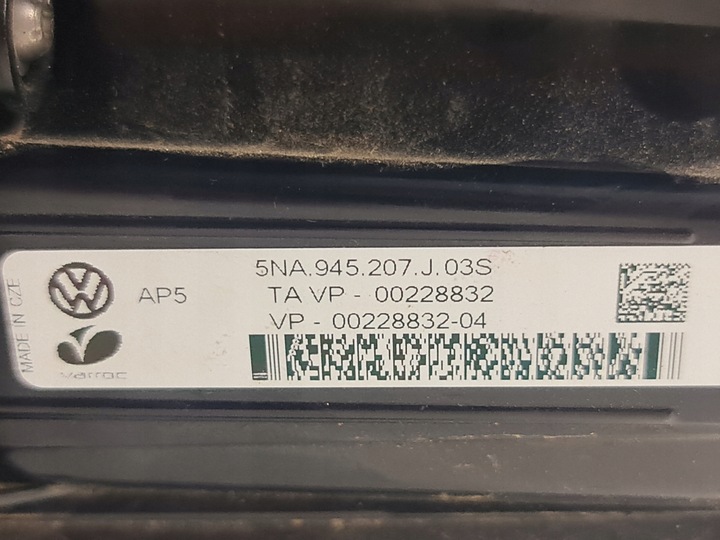 MADE IN CZE
AP5
5NA.945.207.J.03S
TA VP - 00228832
VP - 00228832-04
varroc